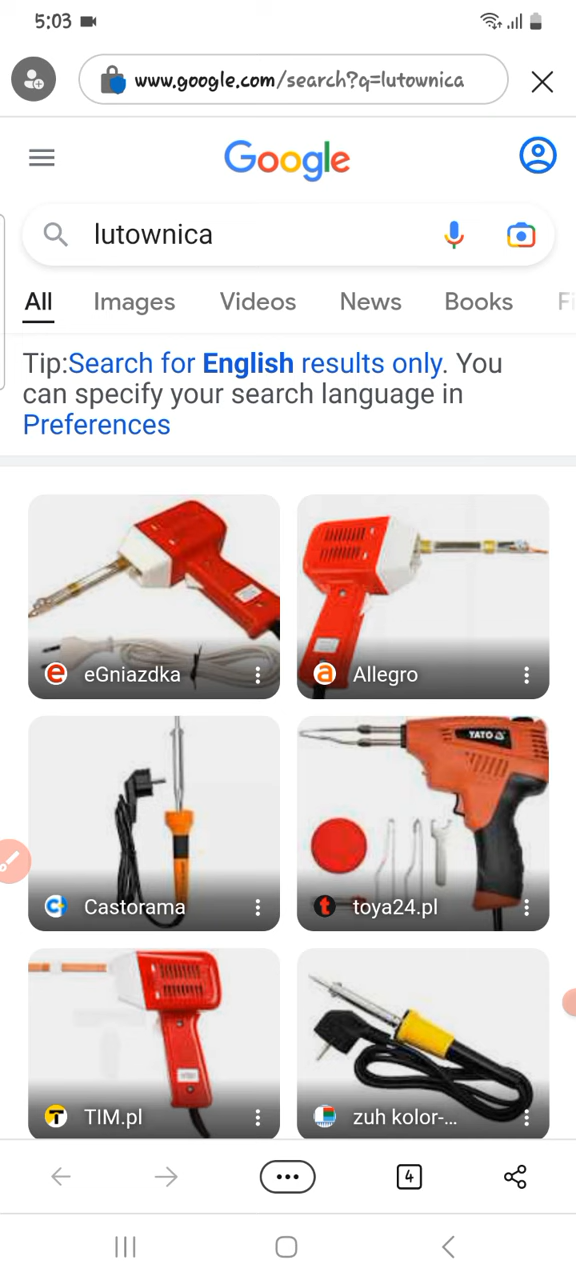 5:03
www.google.com/search?q=lutownica
Google
lutownica
All Images Videos News Books Fi
Tip:Search for English results only. You
can specify your search language in
Preferences
eGniazdka
Allegro
YATO
Castorama
toya24.pl
TIM.pl
zuh kolor-...
4